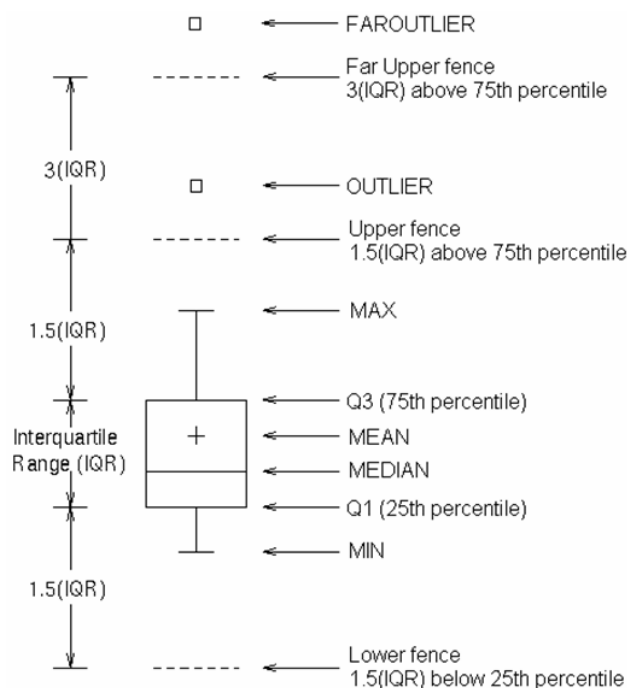 FAROUTLIER
Far Upper fence
3(IQR) above 75th percentile
3(IQR)
OUTLIER
Upper fence
1.5(IQR) above 75th percentile
MAX
1.5(IQR)
Q3 (75th percentile)
Interquartile
Range (IQR)
MEAN
MEDIAN
Q1 (25th percentile)
MIN
1.5(IQR)
Lower fence
1.5(IQR) below 25th percentile